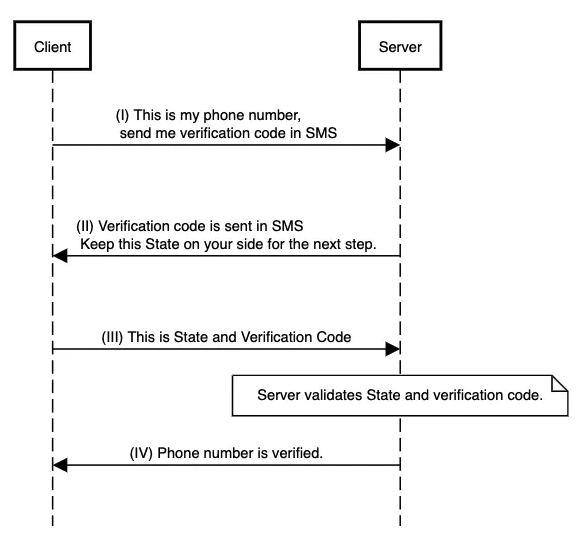 Client
Server
(I) This is my phone number,
send me verification code in SMS
(II) Verification code is sent in SMS
Keep this State on your side for the next step.
(III) This is State and Verification Code
Server validates State and verification code.
(IV) Phone number is verified.